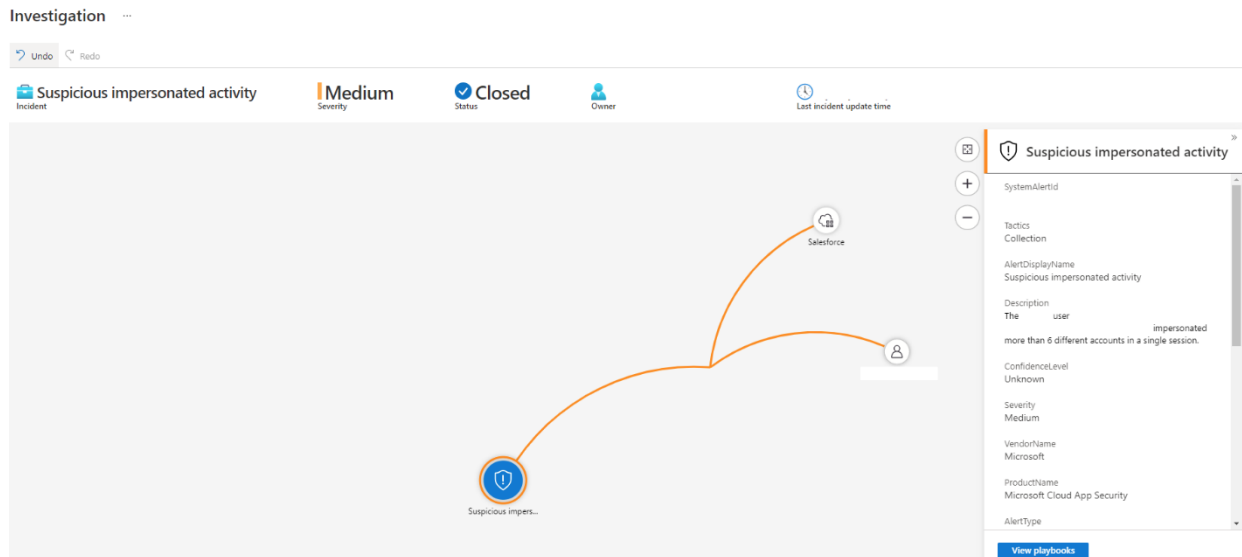 Investigation ...
Undo Redo
Suspicious impersonated activity
Incident
Medium
Severity
Closed
Status
Owner
Last incident update time
Salesforce
Suspicious impers...
Suspicious impersonated activity
SystemAlertId
Tactics
Collection
AlertDisplayName
Suspicious impersonated activity
Description
The user
impersonated
more than 6 different accounts in a single session.
ConfidenceLevel
Unknown
Severity
Medium
VendorName
Microsoft
ProductName
Microsoft Cloud App Security
AlertType
View playbooks